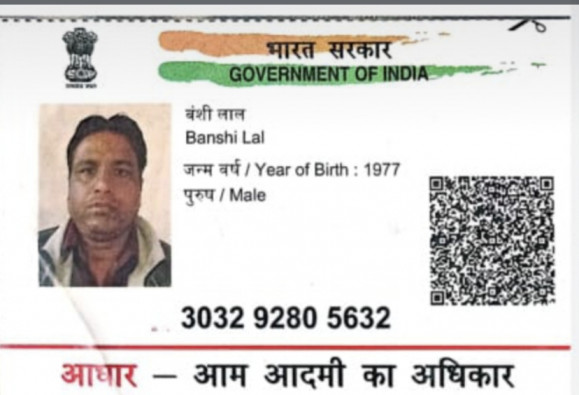 भारत सरकार
GOVERNMENT OF INDIA
बंशी लाल
Banshi Lal
जन्म वर्ष / Year of Birth : 1977
पुरुष / Male
3032 9280 5632
आधार – आम आदमी का अधिकार